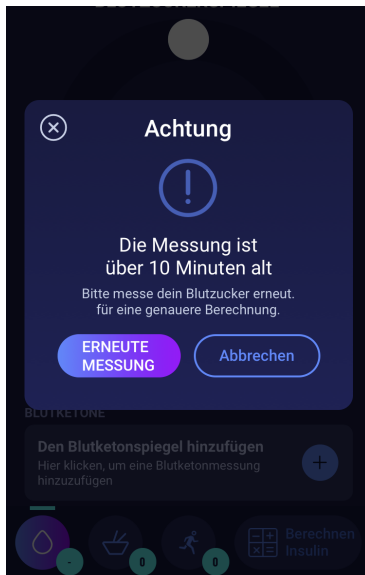 BLUTZUCKERSPIEGEL
Achtung
Die Messung ist
über 10 Minuten alt
Bitte messe dein Blutzucker erneut.
für eine genauere Berechnung.
ERNEUTE
MESSUNG
Abbrechen
BLUTKETONE
Den Blutketonspiegel hinzufügen
Hier klicken, um eine Blutketonmessung
hinzuzufügen
Berechnen
Insulin
-
0
0